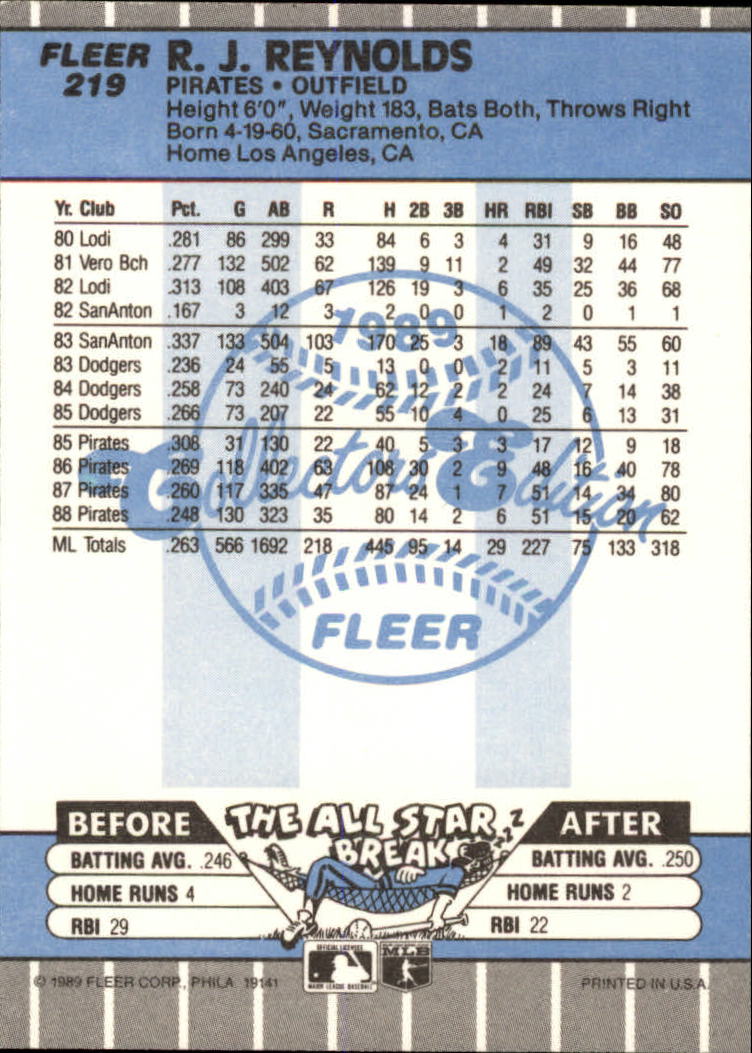 FLEER R. J. REYNOLDS
219 PIRATES • OUTFIELD
Height 6'0", Weight 183, Bats Both, Throws Right
Born 4-19-60, Sacramento, CA
Home Los Angeles, CA
Yr. Club Pct. G AB R H 2B 3B HR RBI SB BB SO
80 Lodi .281 86 299 33 84 6 3 4 31 9 16 48
81 Vero Bch .277 132 502 62 139 9 11 2 49 32 44 77
82 Lodi .313 108 403 67 126 19 3 6 35 25 36 68
82 SanAnton .167 3 12 3 2 0 0 1 2 0 1 1
83 SanAnton .337 133 504 103 170 25 3 18 89 43 55 60
83 Dodgers .236 24 55 5 13 0 0 2 11 5 3 11
84 Dodgers .258 73 240 24 62 12 2 2 24 7 14 38
85 Dodgers .266 73 207 22 55 10 4 0 25 6 13 31
85 Pirates .308 31 130 22 40 5 3 3 17 12 9 18
86 Pirates .269 118 402 63 108 30 2 9 48 16 40 78
87 Pirates .260 117 335 47 87 24 1 7 51 14 34 80
88 Pirates .248 130 323 35 80 14 2 6 51 15 20 62
ML Totals .263 566 1692 218 445 95 14 29 227 75 133 318
1989
Collectors' Edition
FLEER
BEFORE THE ALL STAR BREAK zzz AFTER
BATTING AVG. .246 BATTING AVG. .250
HOME RUNS 4 HOME RUNS 2
RBI 29 RBI 22
OFFICIAL LICENSEE
MAJOR LEAGUE BASEBALL
MLB
© 1989 FLEER CORP., PHILA 19141 PRINTED IN U.S.A.